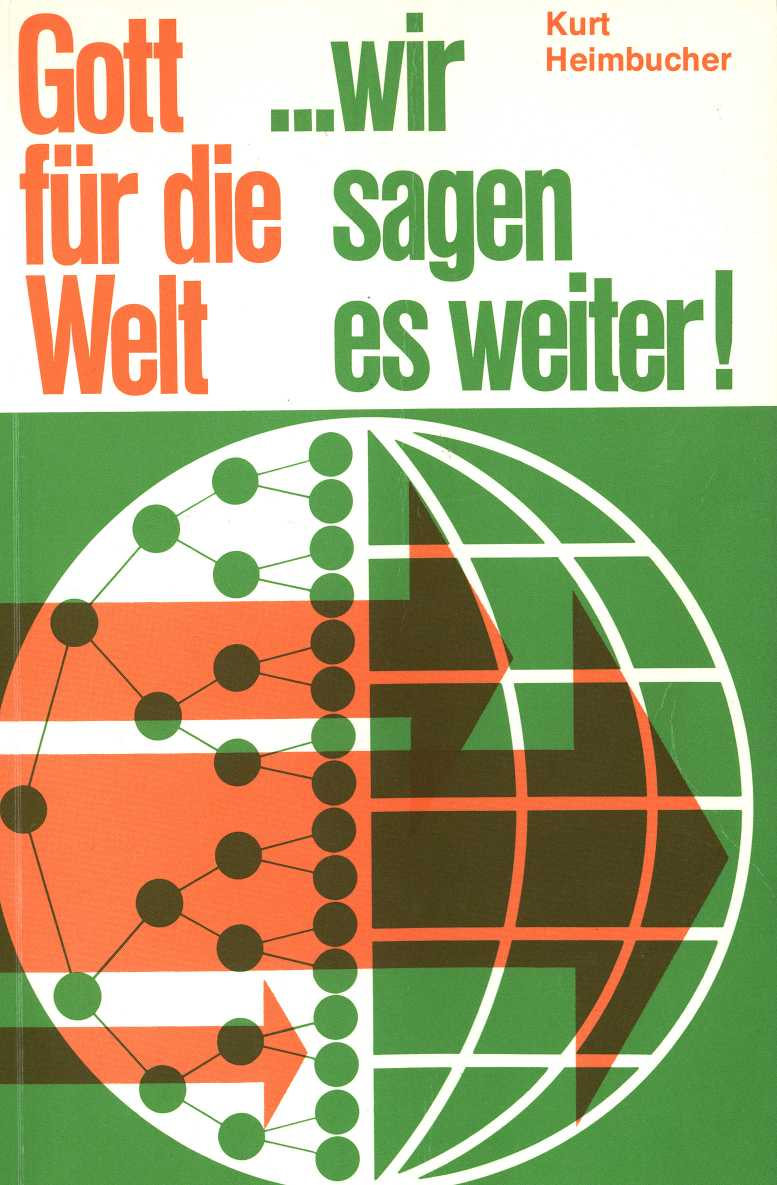 Gott ...wir
für die sagen
Welt es weiter!
Kurt
Heimbucher